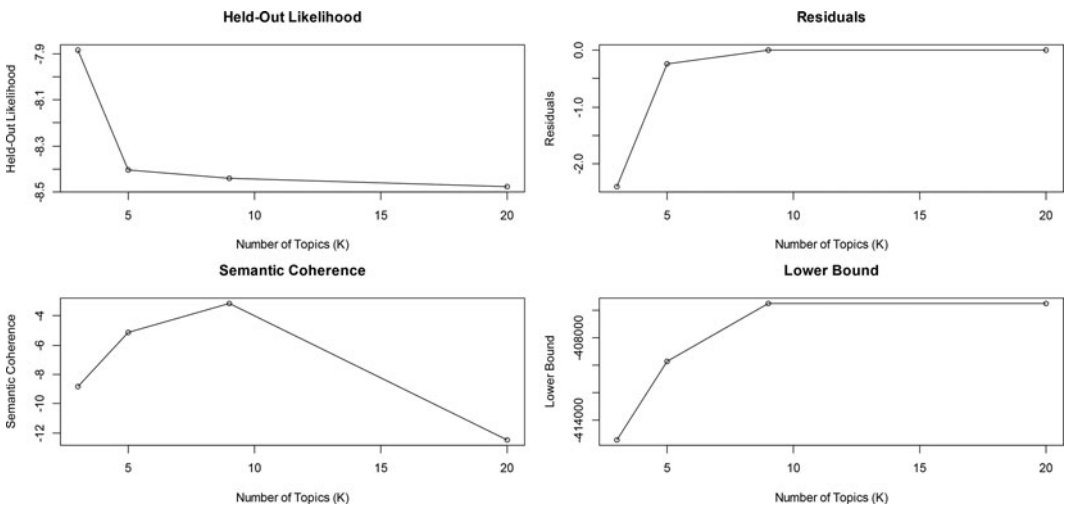 Held-Out Likelihood
Held-Out Likelihood
-7.9
-8.1
-8.3
-8.5
5
10
15
20
Number of Topics (K)
Residuals
Residuals
0.0
-1.0
-2.0
5
10
15
20
Number of Topics (K)
Semantic Coherence
Semantic Coherence
-4
-6
-8
-10
-12
5
10
15
20
Number of Topics (K)
Lower Bound
Lower Bound
-408000
-414000
5
10
15
20
Number of Topics (K)